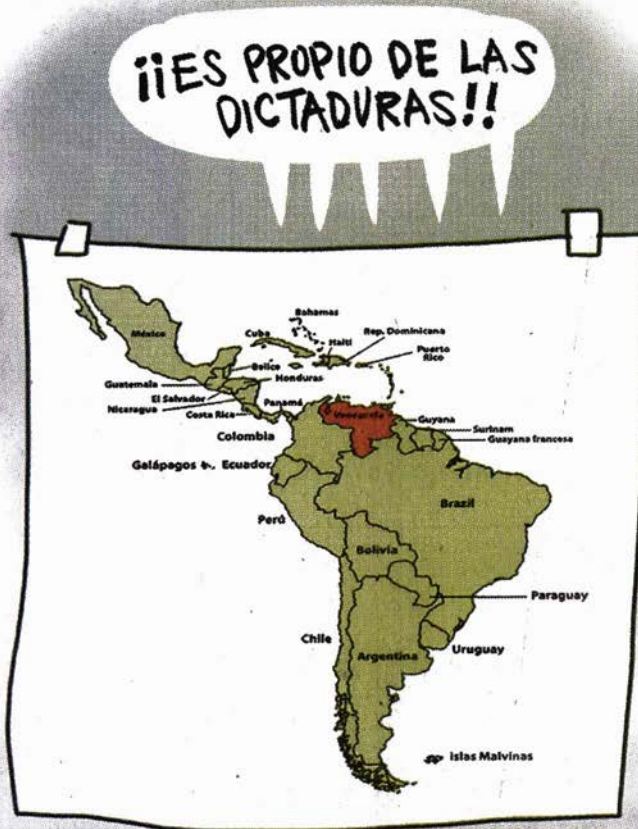 ¡¡ES PROPIO DE LAS
DICTADURAS!!
México
Bahamas
Cuba
Haití
Rep. Dominicana
Puerto
Rico
Belice
Honduras
Guatemala
El Salvador
Nicaragua
Costa Rica
Panamá
Venezuela
Guyana
Surinam
Guayana francesa
Colombia
Galápagos
Ecuador
Brazil
Perú
Bolivia
Paraguay
Chile
Uruguay
Argentina
Islas Malvinas